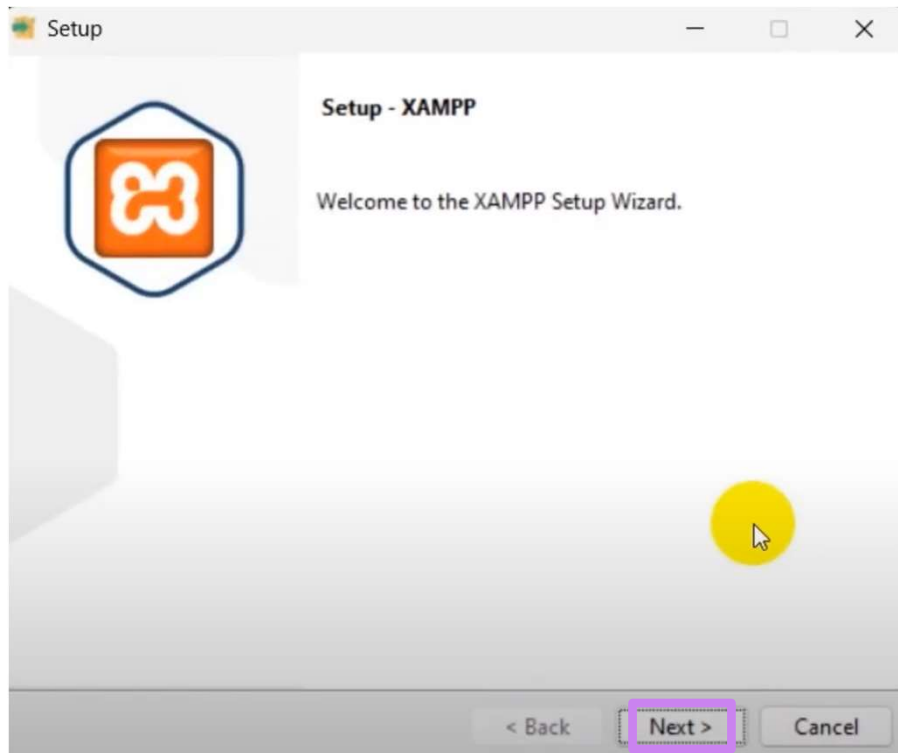 Setup
Setup - XAMPP
Welcome to the XAMPP Setup Wizard.
< Back Next > Cancel